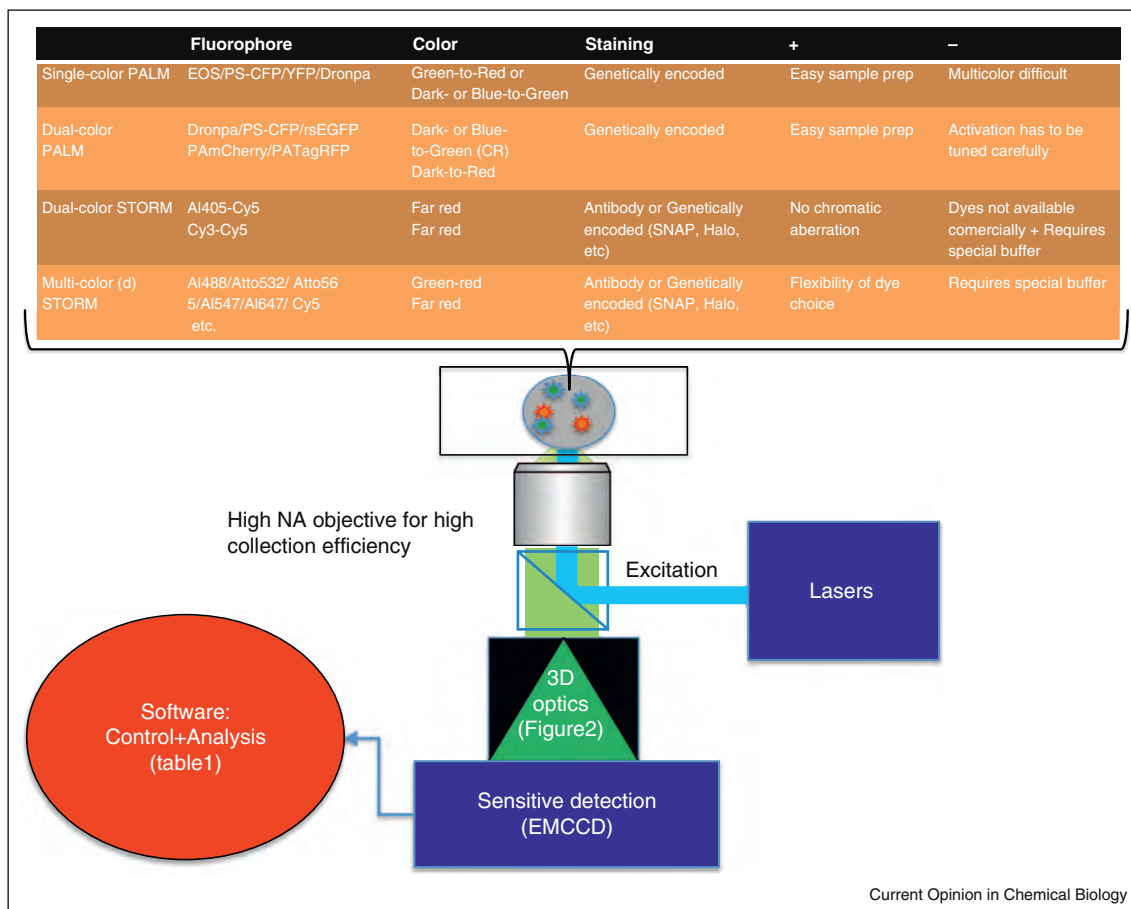 Fluorophore Color Staining + –
Single-color PALM EOS/PS-CFP/YFP/Dronpa Green-to-Red or Genetically encoded Easy sample prep Multicolor difficult
Dark- or Blue-to-Green
Dual-color Dronpa/PS-CFP/rsEGFP Dark- or Blue- Genetically encoded Easy sample prep Activation has to be
PALM PAmCherry/PATagRFP to-Green (CR) tuned carefully
Dark-to-Red
Dual-color STORM Al405-Cy5 Far red Antibody or Genetically No chromatic Dyes not available
Cy3-Cy5 Far red encoded (SNAP, Halo, aberration comercially + Requires
etc) special buffer
Multi-color (d) Al488/Atto532/ Atto56 Green-red Antibody or Genetically Flexibility of dye Requires special buffer
STORM 5/Al547/Al647/ Cy5 Far red encoded (SNAP, Halo, choice
etc. etc)
High NA objective for high
collection efficiency
Excitation
Lasers
3D
optics
(Figure2)
Software:
Control+Analysis
(table1)
Sensitive detection
(EMCCD)
Current Opinion in Chemical Biology